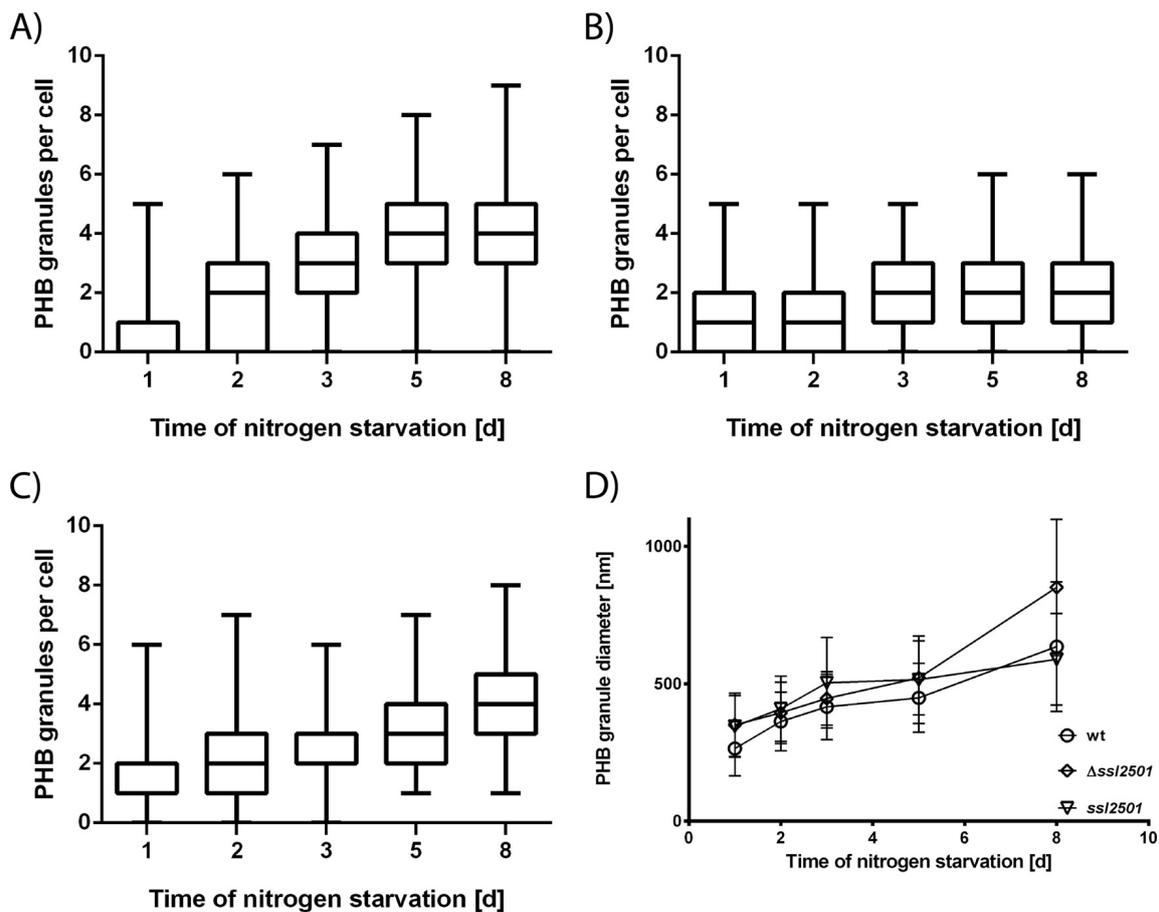 A)
PHB granules per cell
10
8
6
4
2
0
1 2 3 5 8
Time of nitrogen starvation [d]
B)
PHB granules per cell
10
8
6
4
2
0
1 2 3 5 8
Time of nitrogen starvation [d]
C)
PHB granules per cell
10
8
6
4
2
0
1 2 3 5 8
Time of nitrogen starvation [d]
D)
PHB granule diameter [nm]
1000
500
0
0 2 4 6 8 10
Time of nitrogen starvation [d]
wt
Δssl2501
ssl2501